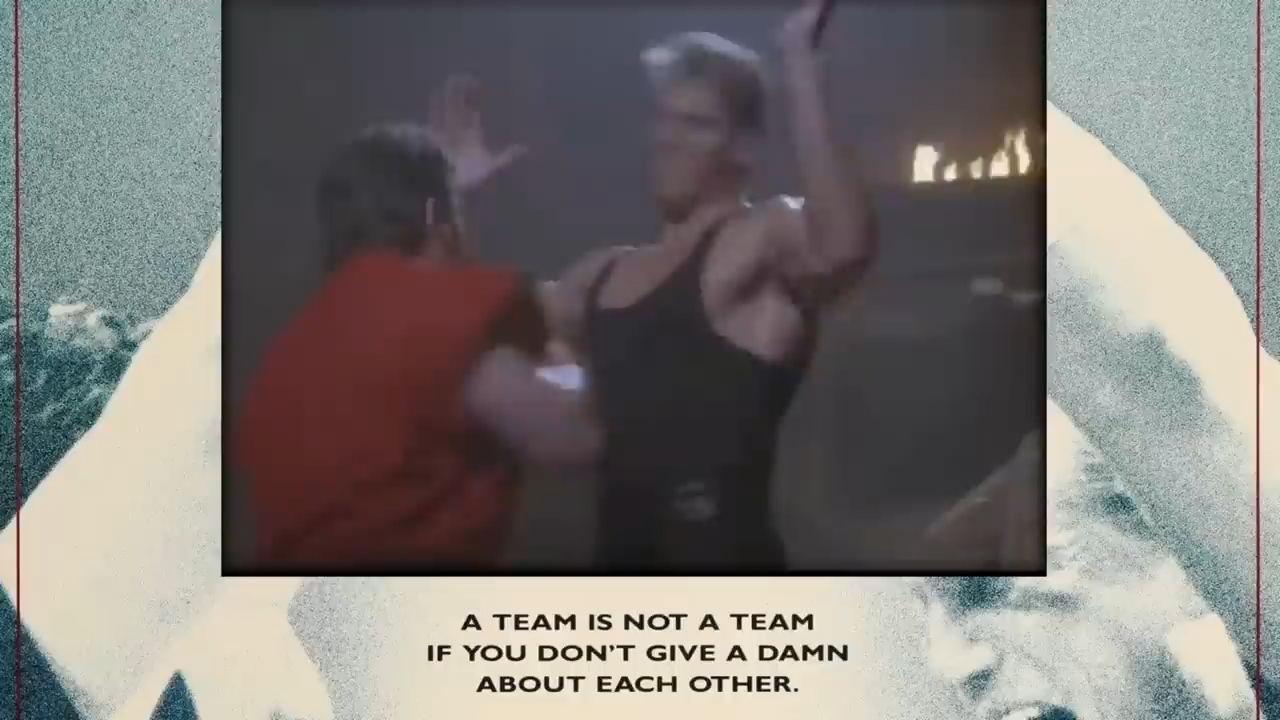 A TEAM IS NOT A TEAM
IF YOU DON'T GIVE A DAMN
ABOUT EACH OTHER.